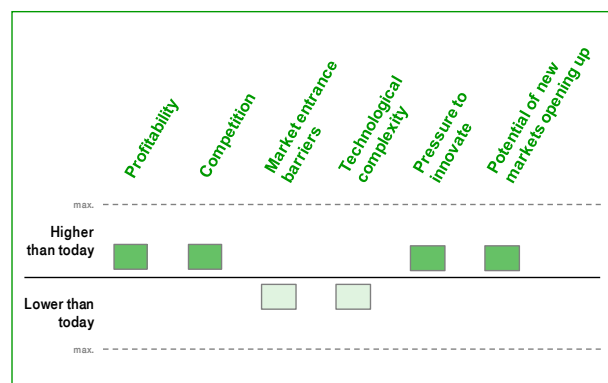 Profitability
Competition
Market entrance
barriers
Technological
complexity
Pressure to
innovate
Potential of new
markets opening up
max.
Higher
than today
Lower than
today
max.